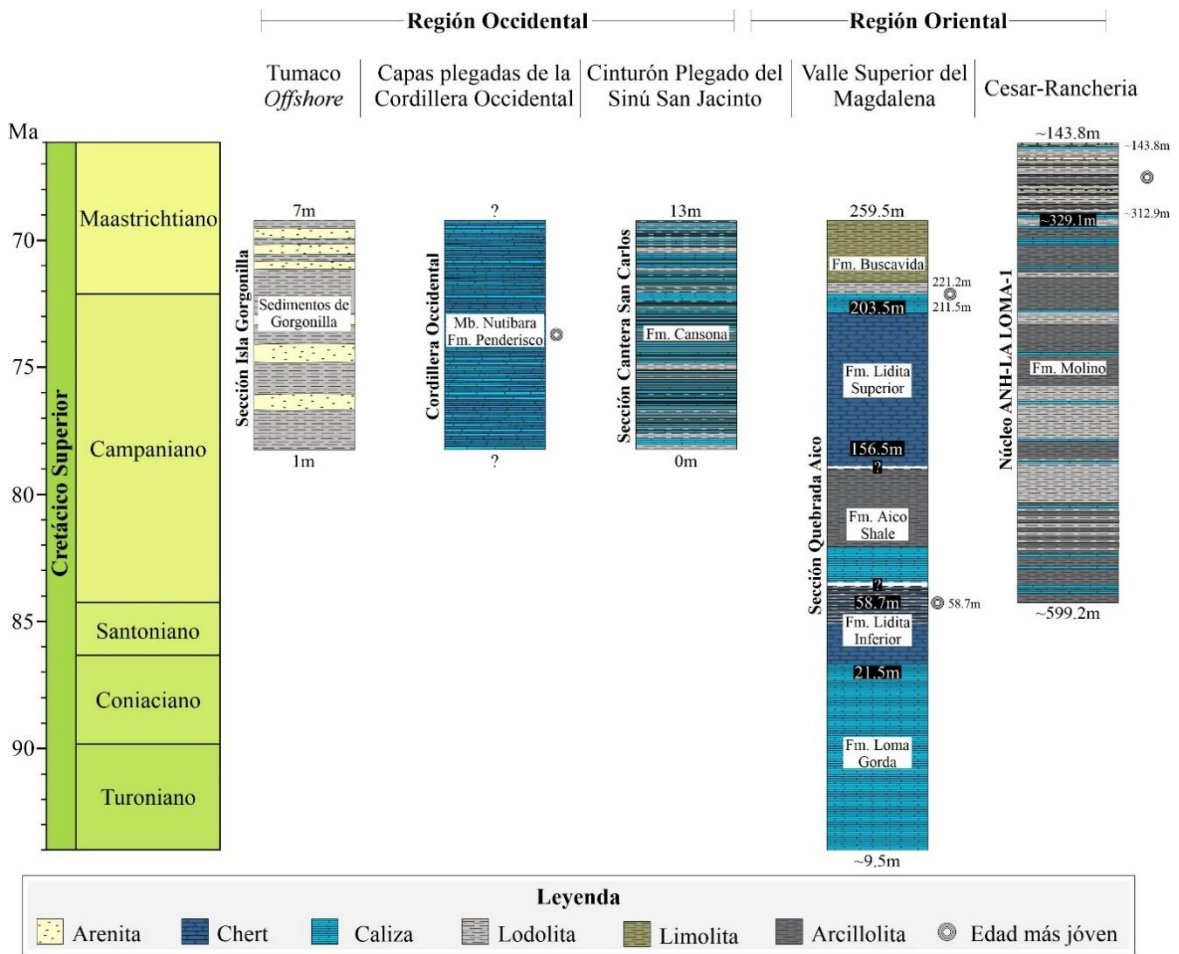 Región Occidental
Región Oriental
Tumaco
Offshore
Capas plegadas de la
Cordillera Occidental
Cinturón Plegado del
Sinú San Jacinto
Valle Superior del
Magdalena
Cesar-Rancheria
Ma
70
75
80
85
90
Cretácico Superior
Maastrichtiano
Campaniano
Santoniano
Coniaciano
Turoniano
Sección Isla Gorgonilla
7m
Sedimentos de
Gorgonilla
1m
Cordillera Occidental
?
Mb. Nutibara
Fm. Penderisco
?
Sección Cantera San Carlos
13m
Fm. Cansona
0m
Sección Quebrada Aico
259.5m
Fm. Buscavida
221.2m
211.5m
203.5m
Fm. Lidita
Superior
156.5m
?
Fm. Aico
Shale
?
58.7m
58.7m
Fm. Lidita
Inferior
21.5m
Fm. Loma
Gorda
~9.5m
Núcleo ANH-LA LOMA-1
~143.8m
~143.8m
~312.9m
~329.1m
Fm. Molino
~599.2m
Leyenda
Arenita
Chert
Caliza
Lodolita
Limolita
Arcillolita
Edad más jóven